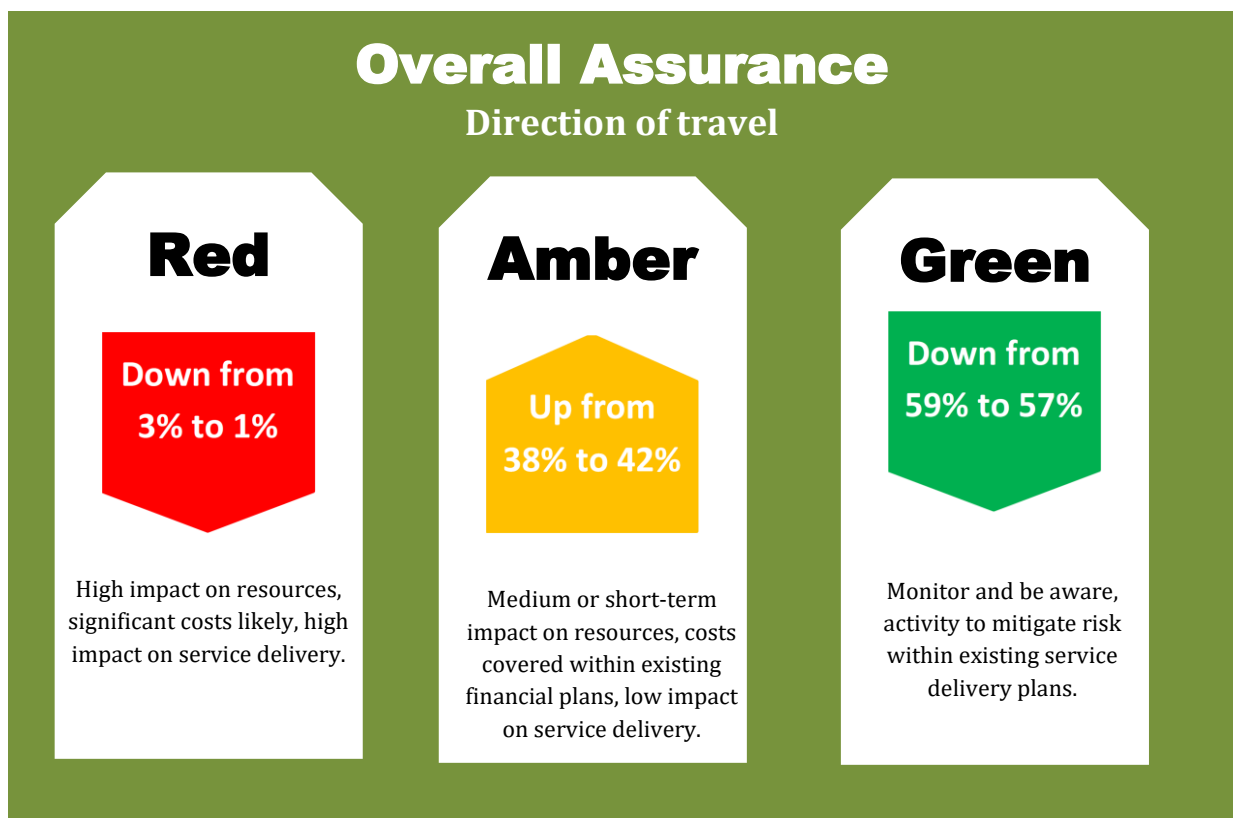 Overall Assurance
Direction of travel
Red
Down from
3% to 1%
High impact on resources,
significant costs likely, high
impact on service delivery.
Amber
Up from
38% to 42%
Medium or short-term
impact on resources, costs
covered within existing
financial plans, low impact
on service delivery.
Green
Down from
59% to 57%
Monitor and be aware,
activity to mitigate risk
within existing service
delivery plans.